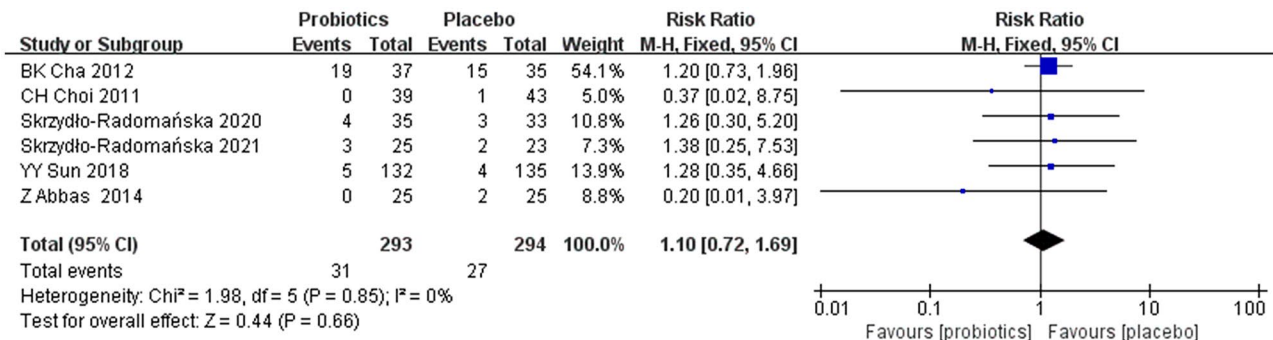 Probiotics Placebo Risk Ratio Risk Ratio
Study or Subgroup Events Total Events Total Weight M-H, Fixed, 95% CI M-H, Fixed, 95% CI
BK Cha 2012 19 37 15 35 54.1% 1.20 [0.73, 1.96]
CH Choi 2011 0 39 1 43 5.0% 0.37 [0.02, 8.75]
Skrzydło-Radomańska 2020 4 35 3 33 10.8% 1.26 [0.30, 5.20]
Skrzydło-Radomańska 2021 3 25 2 23 7.3% 1.38 [0.25, 7.53]
YY Sun 2018 5 132 4 135 13.9% 1.28 [0.35, 4.66]
Z Abbas 2014 0 25 2 25 8.8% 0.20 [0.01, 3.97]
Total (95% CI) 293 294 100.0% 1.10 [0.72, 1.69]
Total events 31 27
Heterogeneity: Chi² = 1.98, df = 5 (P = 0.85); I² = 0%
Test for overall effect: Z = 0.44 (P = 0.66)
0.01 0.1 1 10 100
Favours [probiotics] Favours [placebo]